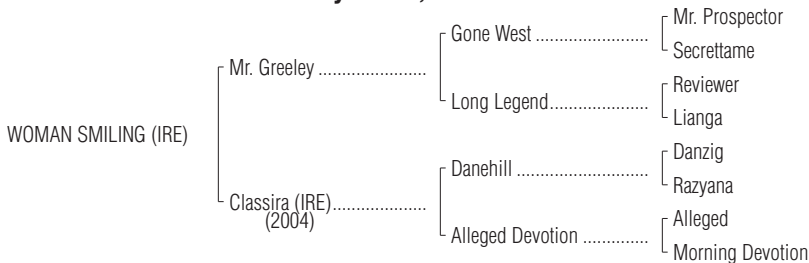 Mr. Prospector
Gone West
Secrettame
Mr. Greeley
Reviewer
Long Legend
Lianga
WOMAN SMILING (IRE)
Danzig
Danehill
Razyana
Classira (IRE)
(2004)
Alleged
Alleged Devotion
Morning Devotion